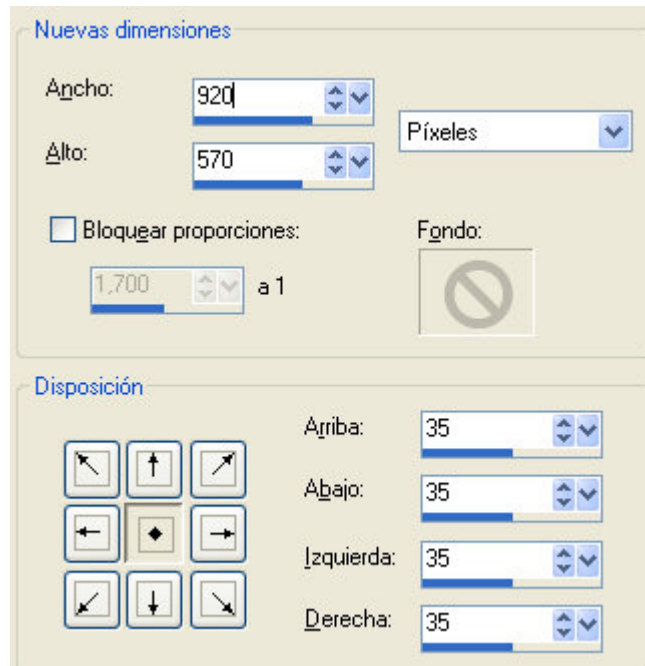 Nuevas dimensiones
Ancho: 920
Píxeles
Alto: 570
Bloquear proporciones: Fondo:
1,700 a 1
Disposición
Arriba: 35
Abajo: 35
Izquierda: 35
Derecha: 35